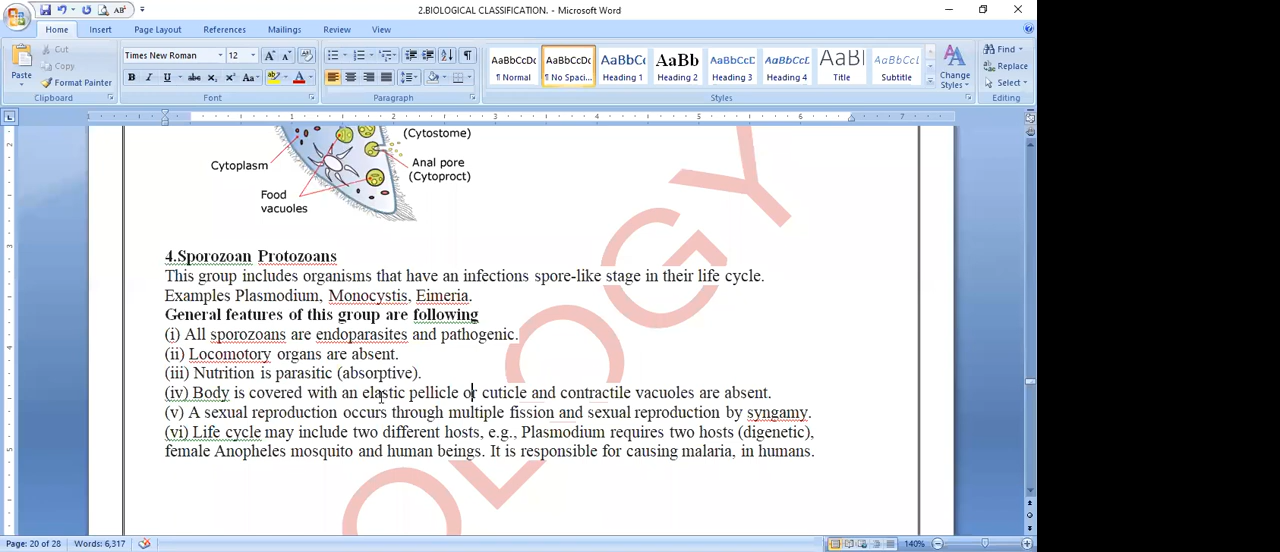 2.BIOLOGICAL CLASSIFICATION. - Microsoft Word
Home Insert Page Layout References Mailings Review View
Paste
Cut
Copy
Format Painter
Clipboard
Times New Roman 12
Font
Paragraph
AaBbCcDc AaBbCcDc AaBbC AaBb AaBbCc AaBbCc AaBl AaBbCcL
¶ Normal ¶ No Spaci... Heading 1 Heading 2 Heading 3 Heading 4 Title Subtitle
Change Styles
Styles
Find
Replace
Select
Editing
(Cytostome)
Cytoplasm
Anal pore
(Cytoproct)
Food
vacuoles
4.Sporozoan Protozoans
This group includes organisms that have an infections spore-like stage in their life cycle.
Examples Plasmodium, Monocystis, Eimeria.
General features of this group are following
(i) All sporozoans are endoparasites and pathogenic.
(ii) Locomotory organs are absent.
(iii) Nutrition is parasitic (absorptive).
(iv) Body is covered with an elastic pellicle or cuticle and contractile vacuoles are absent.
(v) A sexual reproduction occurs through multiple fission and sexual reproduction by syngamy.
(vi) Life cycle may include two different hosts, e.g., Plasmodium requires two hosts (digenetic),
female Anopheles mosquito and human beings. It is responsible for causing malaria, in humans.
OLOGY
Page: 20 of 28 Words: 6,317 140%